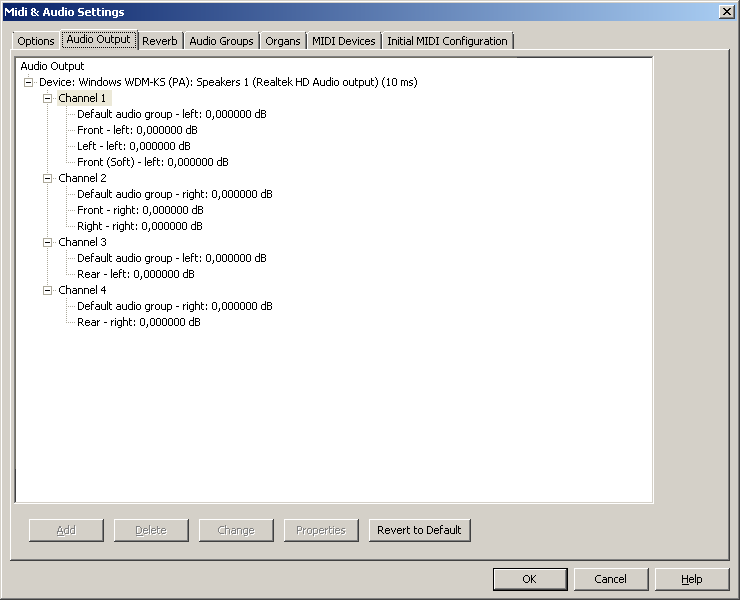 Midi & Audio Settings
Options Audio Output Reverb Audio Groups Organs MIDI Devices Initial MIDI Configuration
Audio Output
Device: Windows WDM-KS (PA): Speakers 1 (Realtek HD Audio output) (10 ms)
Channel 1
Default audio group - left: 0,000000 dB
Front - left: 0,000000 dB
Left - left: 0,000000 dB
Front (Soft) - left: 0,000000 dB
Channel 2
Default audio group - right: 0,000000 dB
Front - right: 0,000000 dB
Right - right: 0,000000 dB
Channel 3
Default audio group - left: 0,000000 dB
Rear - left: 0,000000 dB
Channel 4
Default audio group - right: 0,000000 dB
Rear - right: 0,000000 dB
Add Delete Change Properties Revert to Default
OK Cancel Help